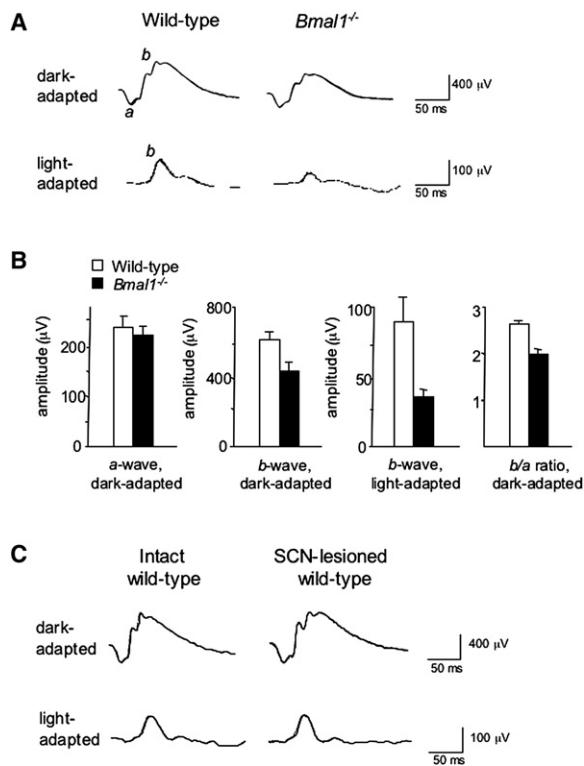 A
Wild-type Bmal1-/-
b
dark-
adapted
a
400 μV
50 ms
b
light-
adapted
100 μV
50 ms
B
Wild-type
Bmal1-/-
amplitude (μV)
200
100
0
a-wave,
dark-adapted
amplitude (μV)
800
400
0
b-wave,
dark-adapted
amplitude (μV)
100
50
0
b-wave,
light-adapted
3
2
1
b/a ratio,
dark-adapted
C
Intact
wild-type
SCN-lesioned
wild-type
dark-
adapted
400 μV
50 ms
light-
adapted
100 μV
50 ms